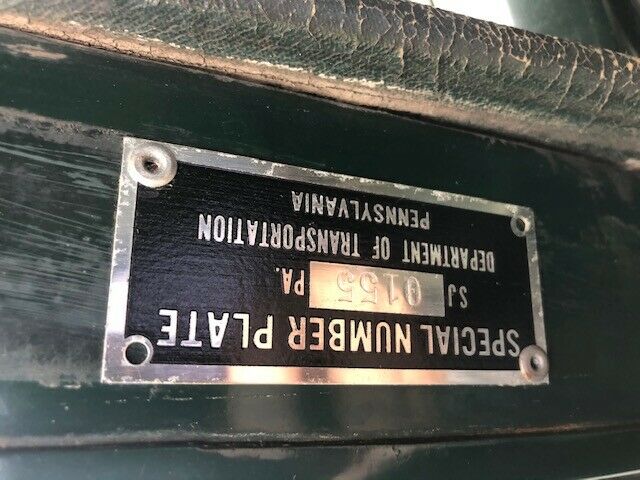 SPECIAL NUMBER PLATE
SJ 0155 PA.
DEPARTMENT OF TRANSPORTATION
PENNSYLVANIA